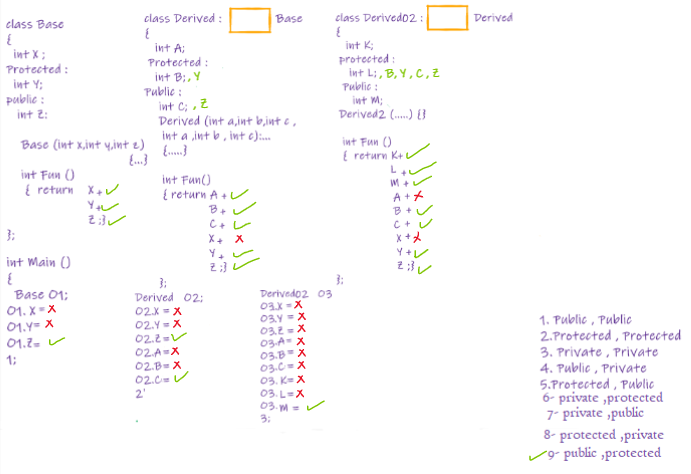 class Base
{
int X ;
Protected :
int Y;
public :
int Z:
Base (int x,int y,int z)
{...}
int Fun ()
{ return X +
Y +
Z ;}
};
int Main ()
{
Base O1;
O1. X =
O1.Y=
O1.Z=
1;
class Derived : Base
{
int A;
Protected :
int B; , Y
Public :
int C; , Z
Derived (int a,int b,int c ,
int a ,int b , int c):...
{.....}
int Fun()
{ return A +
B +
C +
X +
Y +
Z ;}
};
Derived O2;
O2.X =
O2.Y =
O2.Z=
O2.A=
O2.B=
O2.C=
2'
.
class Derived02 : Derived
{
int K;
protected :
int L; , B, Y, C, Z
Public :
int M;
Derived2 (.....) {}
int Fun ()
{ return K+
L +
M +
A +
B +
C +
X +
Y +
Z ;}
};
Derived02 O3
O3.X =
O3.Y =
O3.Z =
O3.A=
O3.B=
O3.C=
O3. K=
O3.L=
O3.M =
3;
1. Public , Public
2.Protected , Protected
3. Private , Private
4. Public , Private
5.Protected , Public
6- private ,protected
7- private ,public
8- protected ,private
9- public ,protected